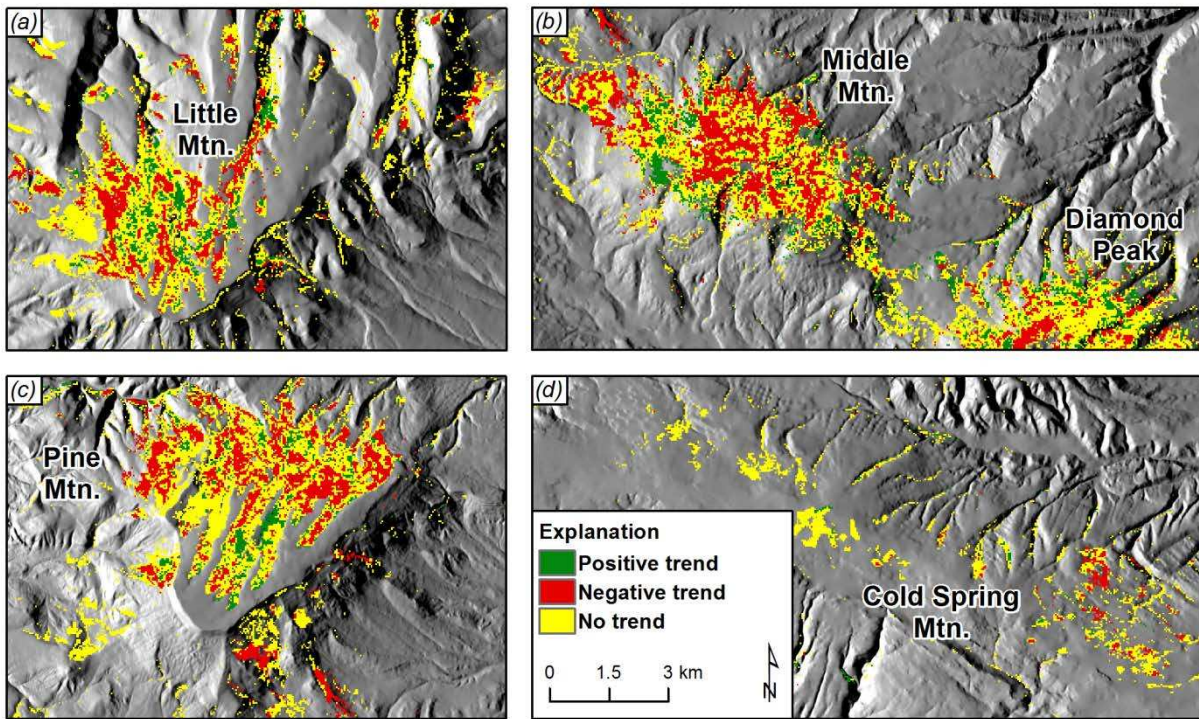 (a)
Little
Mtn.
(b)
Middle
Mtn.
Diamond
Peak
(c)
Pine
Mtn.
(d)
Cold Spring
Mtn.
Explanation
Positive trend
Negative trend
No trend
0 1.5 3 km
N